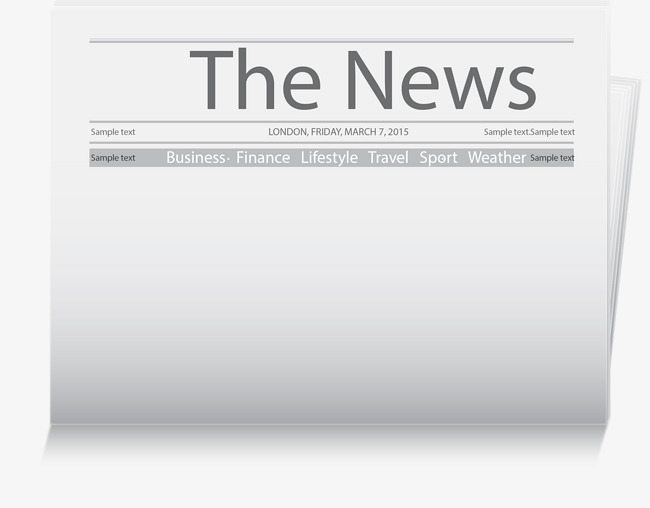 The News
Sample text LONDON, FRIDAY, MARCH 7, 2015 Sample text.Sample text
Sample text Business· Finance Lifestyle Travel Sport Weather Sample text